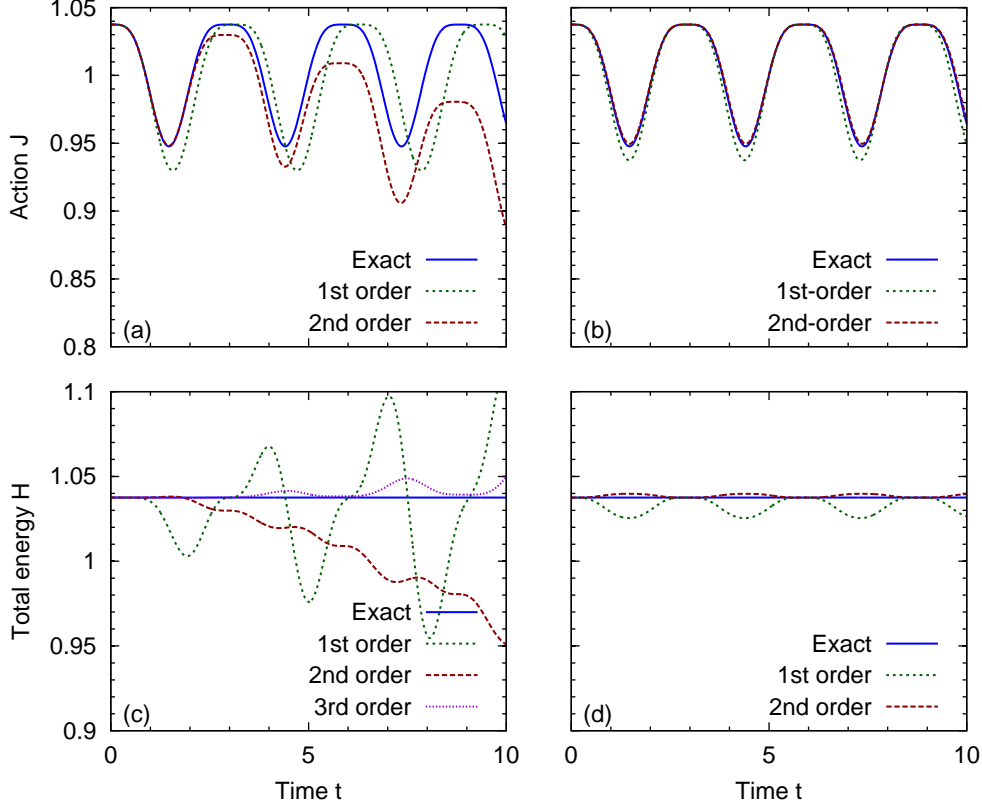 1.05
1
0.95
0.9
0.85
0.8
Action J
Exact
1st order
2nd order
(a)
Exact
1st-order
2nd-order
(b)
1.1
1.05
1
0.95
0.9
Total energy H
Exact
1st order
2nd order
3rd order
(c)
0
5
10
Time t
Exact
1st order
2nd order
(d)
0
5
10
Time t